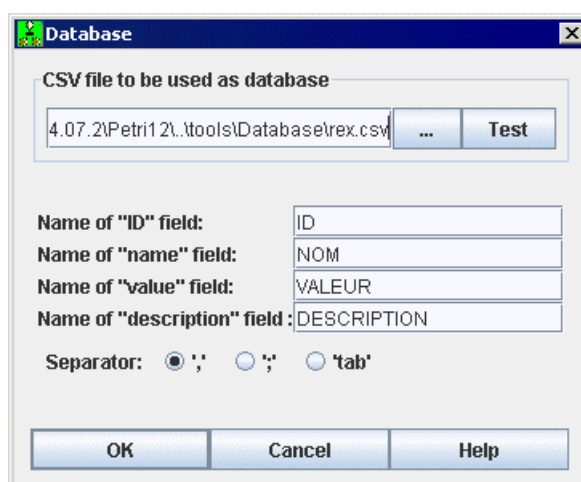 Database
CSV file to be used as database
4.07.2\Petri12\..\tools\Database\rex.csv ... Test
Name of "ID" field: ID
Name of "name" field: NOM
Name of "value" field: VALEUR
Name of "description" field : DESCRIPTION
Separator: ',' ';' 'tab'
OK Cancel Help